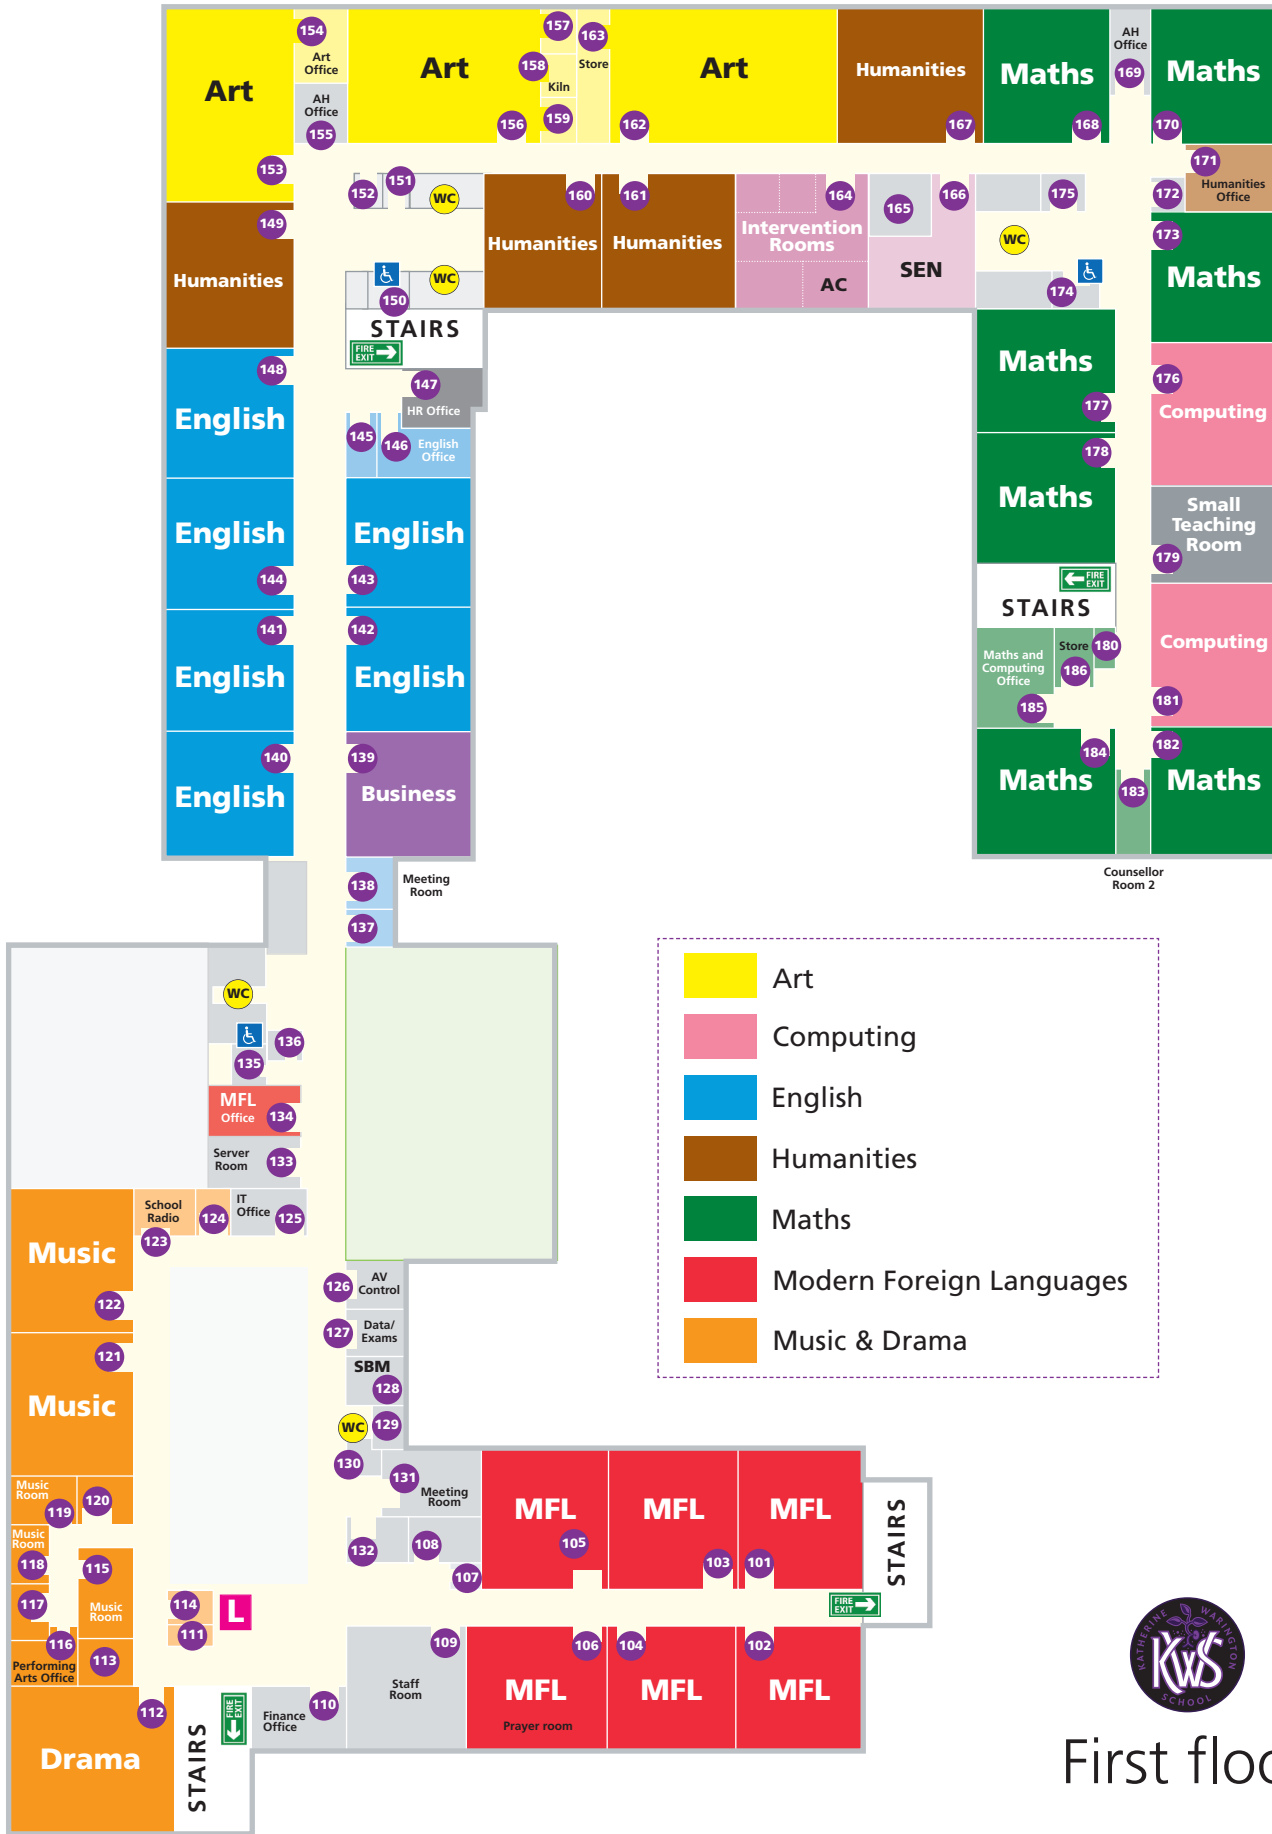 154
Art
Office
Art
AH
Office
155
153
Art
156
157
158
Kiln
159
163
Store
Art
162
Humanities
167
Maths
168
AH
Office
169
Maths
170
171
Humanities
Office
172
152
151
WC
149
Humanities
WC
150
STAIRS
FIRE
EXIT
160
Humanities
161
Humanities
164
Intervention
Rooms
AC
165
166
SEN
175
WC
174
173
Maths
148
English
147
HR Office
145
146
English
Office
Maths
177
176
Computing
178
Maths
Small
Teaching
Room
179
English
144
English
143
FIRE
EXIT
STAIRS
141
English
142
English
Maths and
Computing
Office
185
Store
186
180
Computing
181
140
English
139
Business
184
Maths
183
182
Maths
Counsellor
Room 2
138
Meeting
Room
137
WC
135
136
MFL
Office
134
Server
Room
133
Art
Computing
English
Humanities
Maths
Modern Foreign Languages
Music & Drama
School
Radio
123
124
IT
Office
125
Music
122
126
AV
Control
127
Data/
Exams
SBM
128
121
Music
WC
129
130
131
Meeting
Room
132
108
107
Music
Room
119
120
Music
Room
118
115
Music
Room
117
116
Performing
Arts Office
113
114
L
111
MFL
105
MFL
103
MFL
101
STAIRS
FIRE
EXIT
109
Staff
Room
106
MFL
Prayer room
104
MFL
102
MFL
112
Drama
STAIRS
FIRE
EXIT
Finance
Office
110
KATHERINE WARINGTON
KWS
SCHOOL
First floo